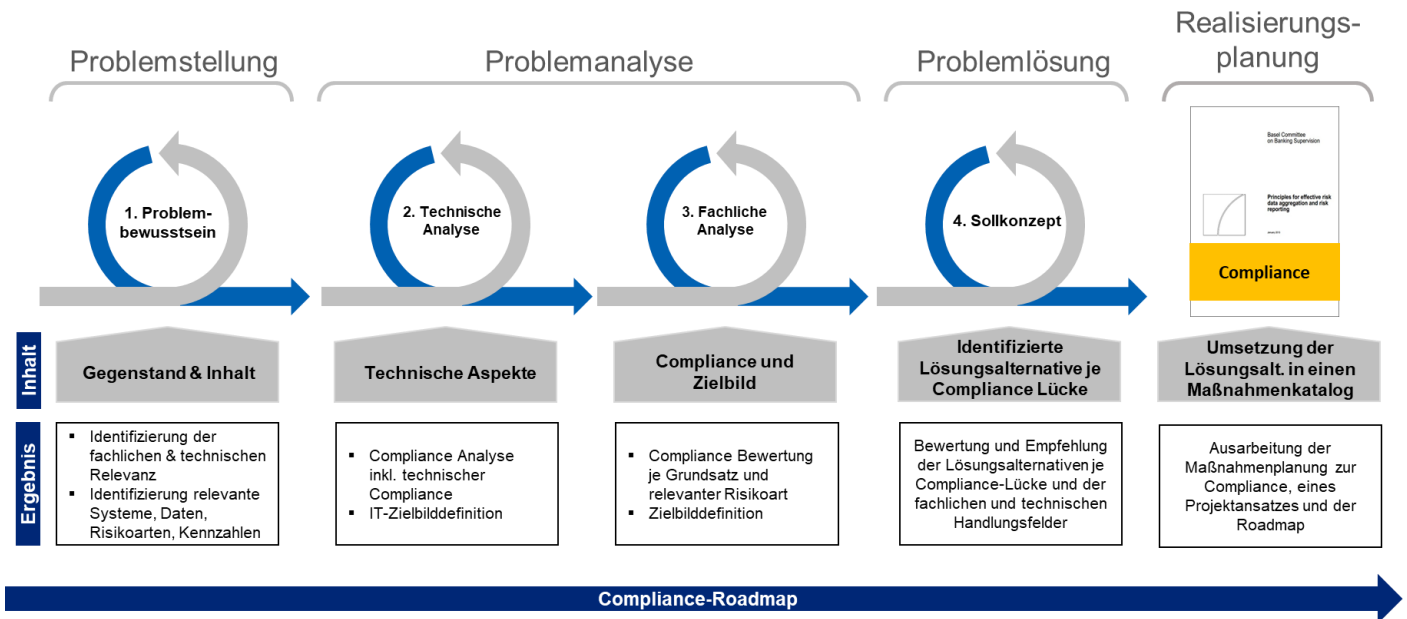 Problemstellung
Problemanalyse
Problemlösung
Realisierungs-
planung
1. Problem-
bewusstsein
2. Technische
Analyse
3. Fachliche
Analyse
4. Sollkonzept
Basel Committee
on Banking Supervision
Principles for effective risk
data aggregation and risk
reporting
Compliance
Inhalt
Gegenstand & Inhalt
Technische Aspekte
Compliance und
Zielbild
Identifizierte
Lösungsalternative je
Compliance Lücke
Umsetzung der
Lösungsalt. in einen
Maßnahmenkatalog
Ergebnis
▪ Identifizierung der
fachlichen & technischen
Relevanz
▪ Identifizierung relevante
Systeme, Daten,
Risikoarten, Kennzahlen
▪ Compliance Analyse
inkl. technischer
Compliance
▪ IT-Zielbilddefinition
▪ Compliance Bewertung
je Grundsatz und
relevanter Risikoart
▪ Zielbilddefinition
Bewertung und Empfehlung
der Lösungsalternativen je
Compliance-Lücke und der
fachlichen und technischen
Handlungsfelder
Ausarbeitung der
Maßnahmenplanung zur
Compliance, eines
Projektansatzes und der
Roadmap
Compliance-Roadmap